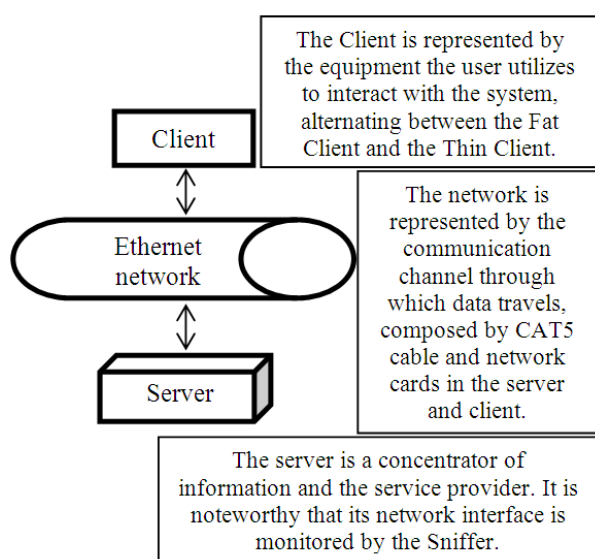 The Client is represented by
the equipment the user utilizes
to interact with the system,
alternating between the Fat
Client and the Thin Client.
Client
The network is
represented by the
communication
channel through
which data travels,
composed by CAT5
cable and network
cards in the server
and client.
Ethernet
network
Server
The server is a concentrator of
information and the service provider. It is
noteworthy that its network interface is
monitored by the Sniffer.